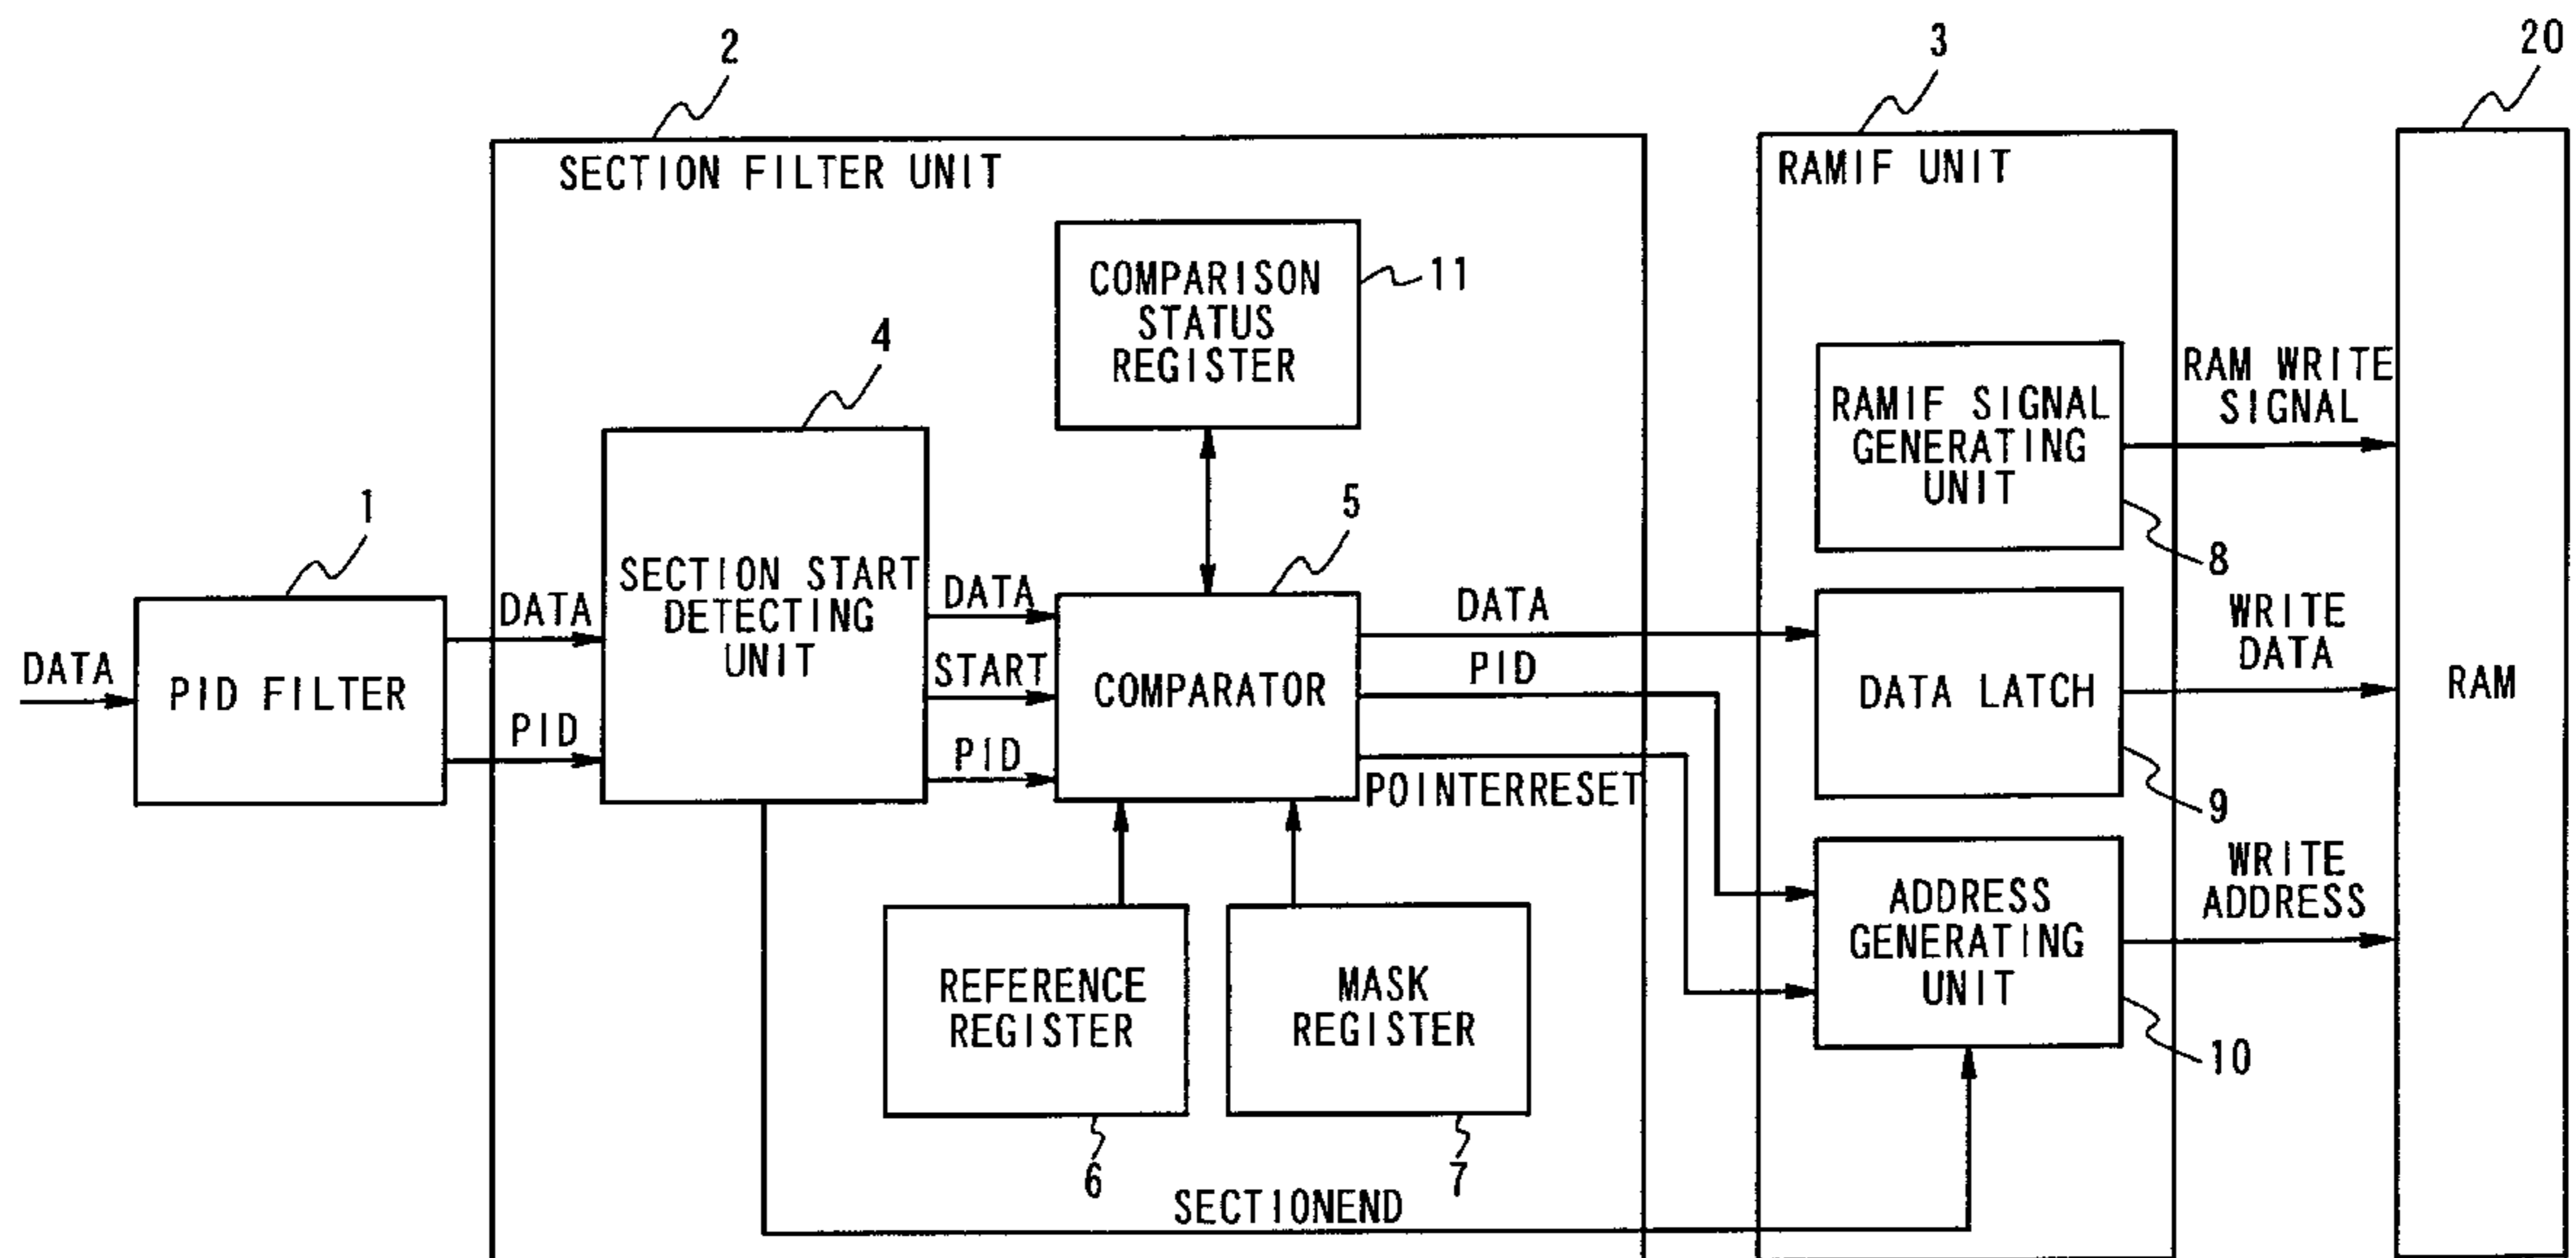 2
3
20
SECTION FILTER UNIT
RAMIF UNIT
COMPARISON
STATUS
REGISTER
11
4
RAMIF SIGNAL
GENERATING
UNIT
8
RAM WRITE
SIGNAL
1
5
DATA
PID FILTER
DATA
PID
SECTION START
DETECTING
UNIT
DATA
START
PID
COMPARATOR
DATA
PID
POINTERRESET
DATA LATCH
9
WRITE
DATA
RAM
REFERENCE
REGISTER
6
MASK
REGISTER
7
ADDRESS
GENERATING
UNIT
10
WRITE
ADDRESS
SECTIONEND